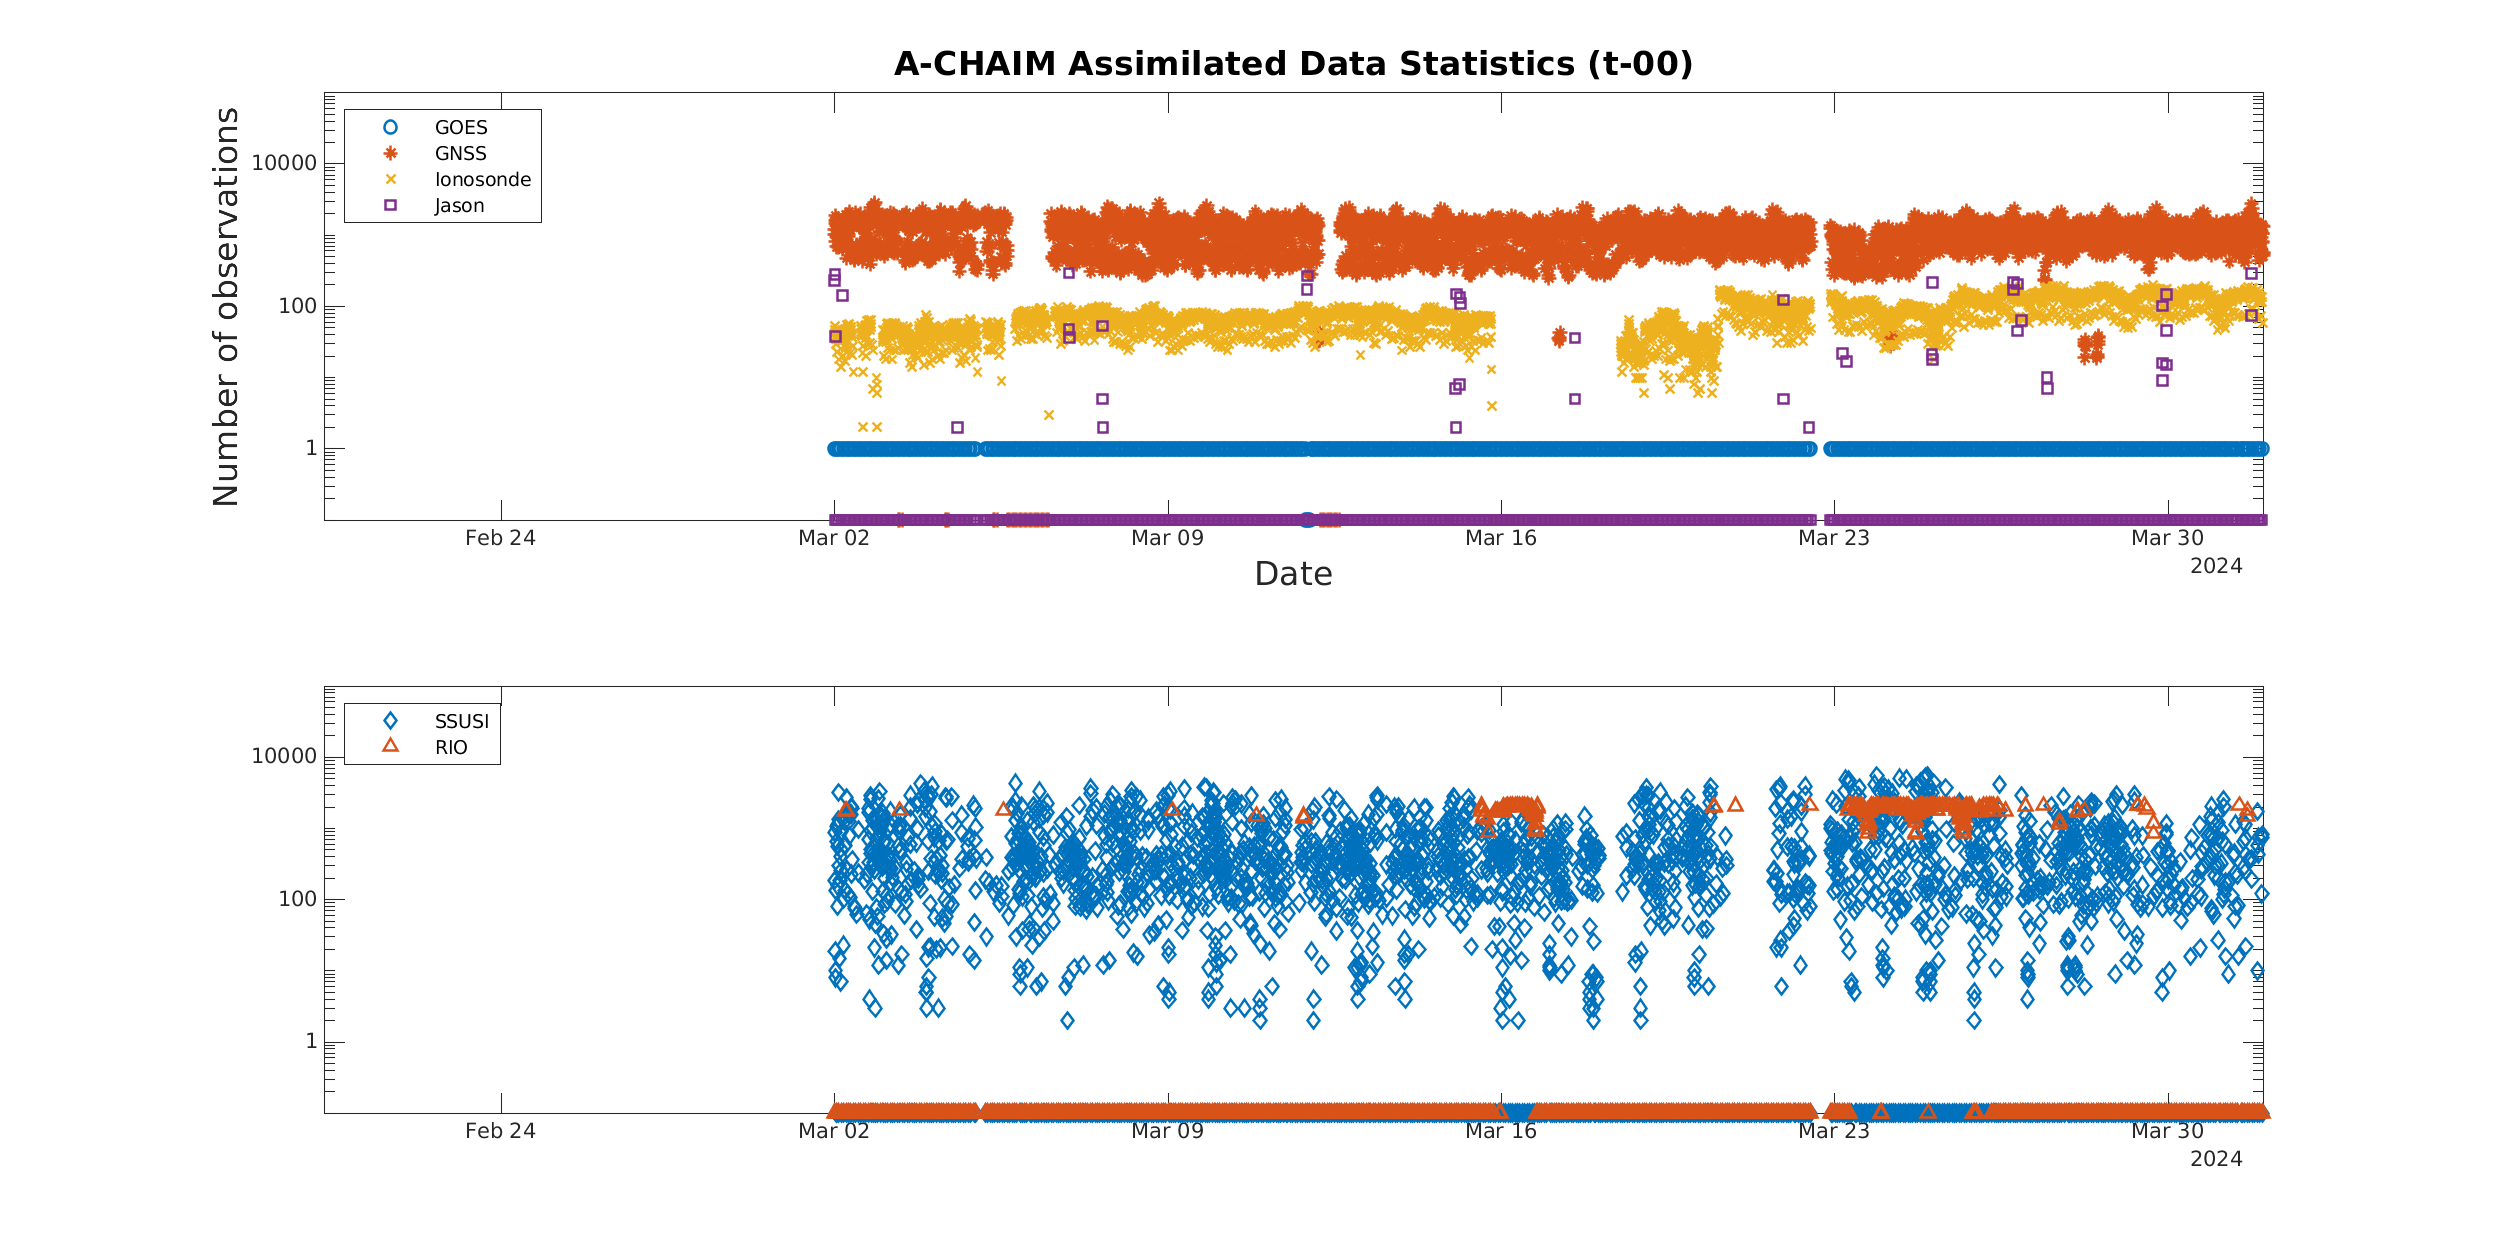 A-CHAIM Assimilated Data Statistics (t-00)
Number of observations
10000
100
1
GOES
GNSS
Ionosonde
Jason
Feb 24
Mar 02
Mar 09
Mar 16
Mar 23
Mar 30
2024
Date
10000
100
1
SSUSI
RIO
Feb 24
Mar 02
Mar 09
Mar 16
Mar 23
Mar 30
2024